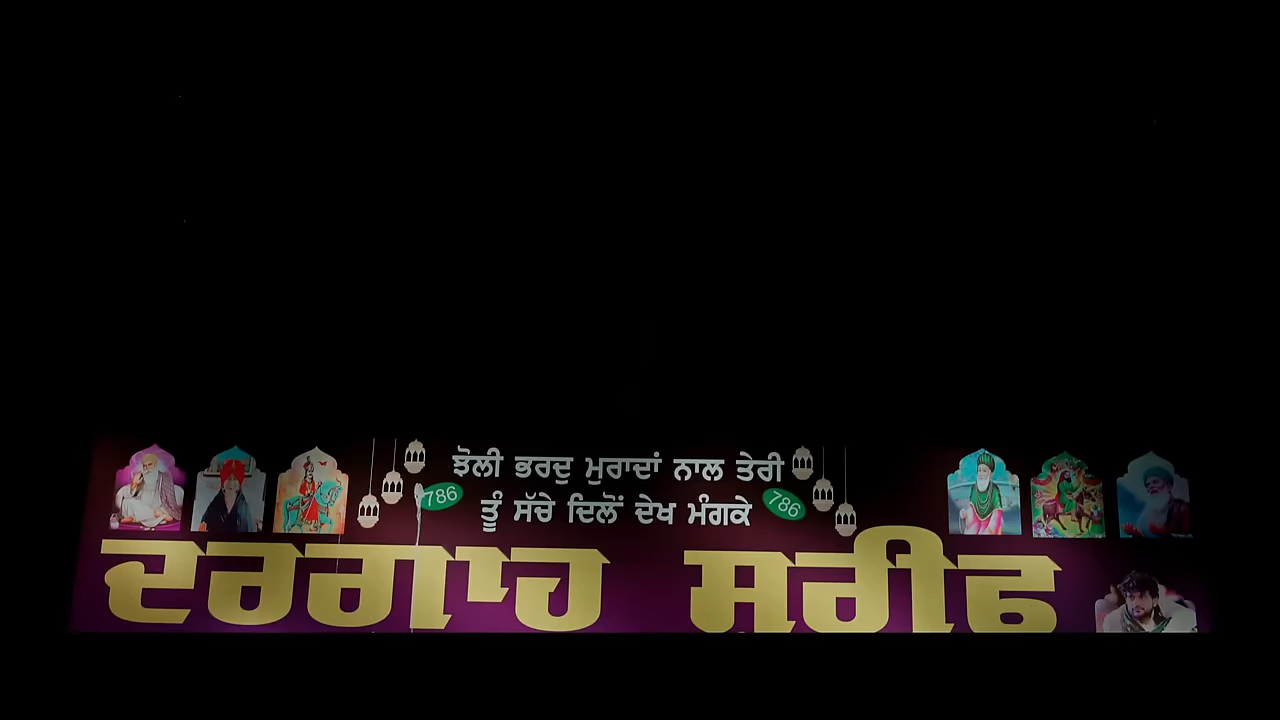 ਝੋਲੀ ਭਰਦੁ ਮੁਰਾਦਾਂ ਨਾਲ ਤੇਰੀ
786 ਤੂੰ ਸੱਚੇ ਦਿਲੋਂ ਦੇਖ ਮੰਗਕੇ 786
ਦਰਗਾਹ ਸ਼ਰੀਫ